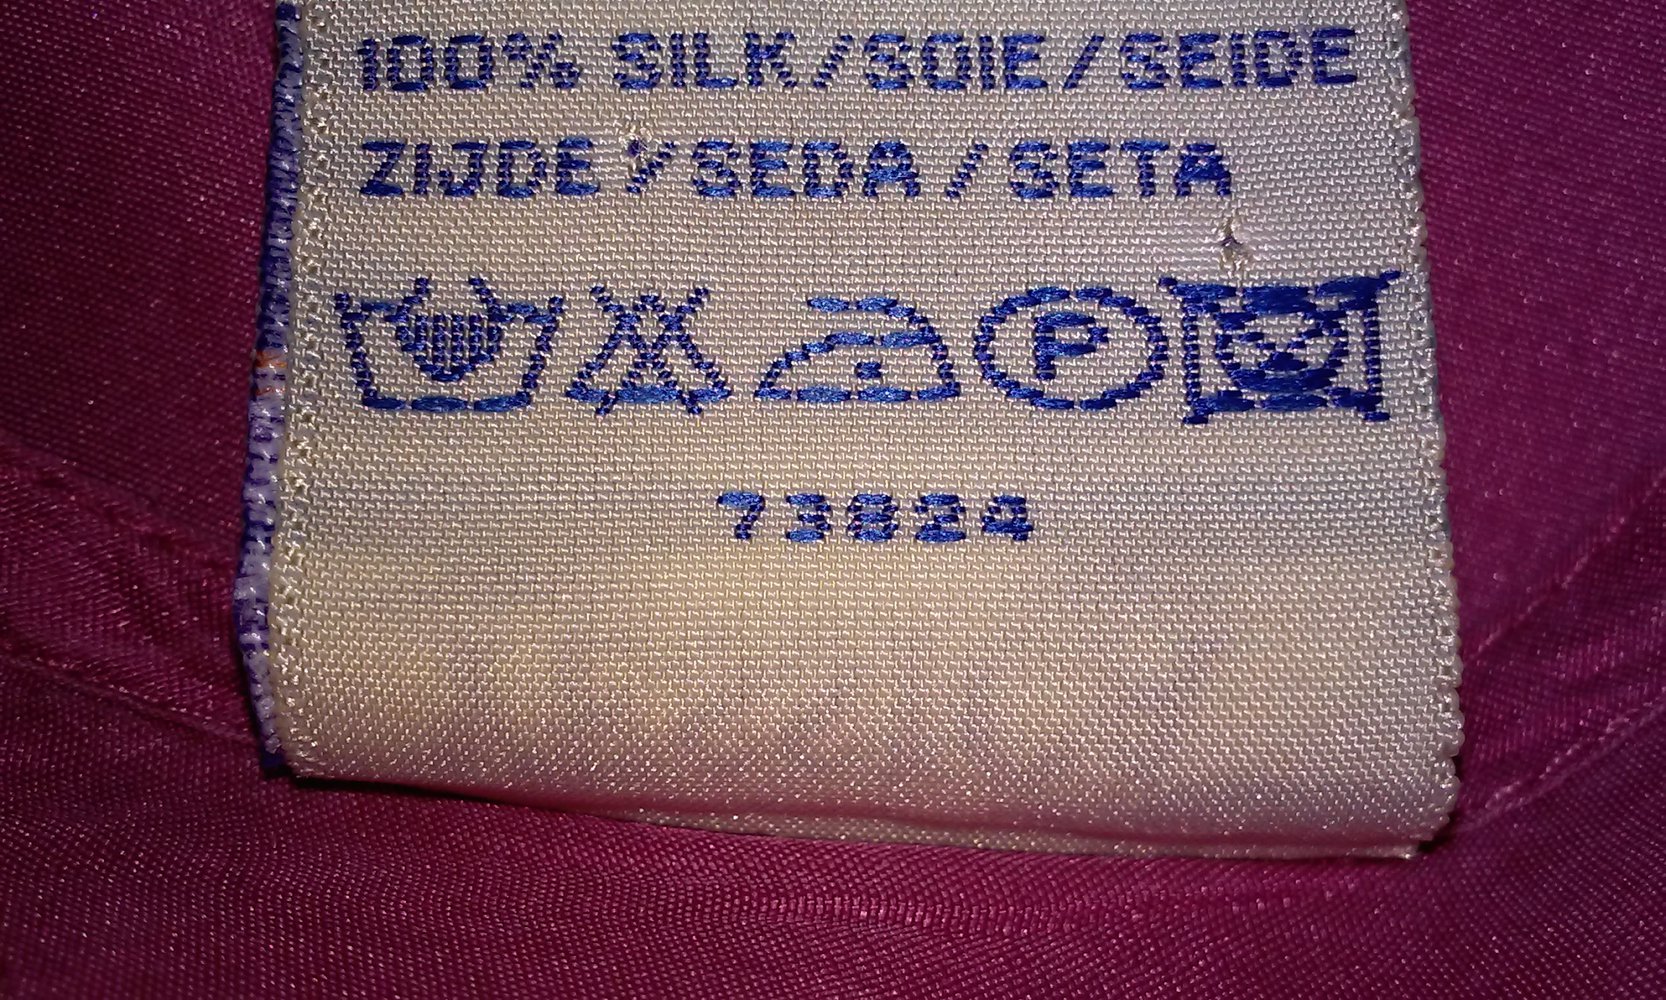 100% SILK/SOIE/SEIDE
ZIJDE/SEDA/SETA
P
73824